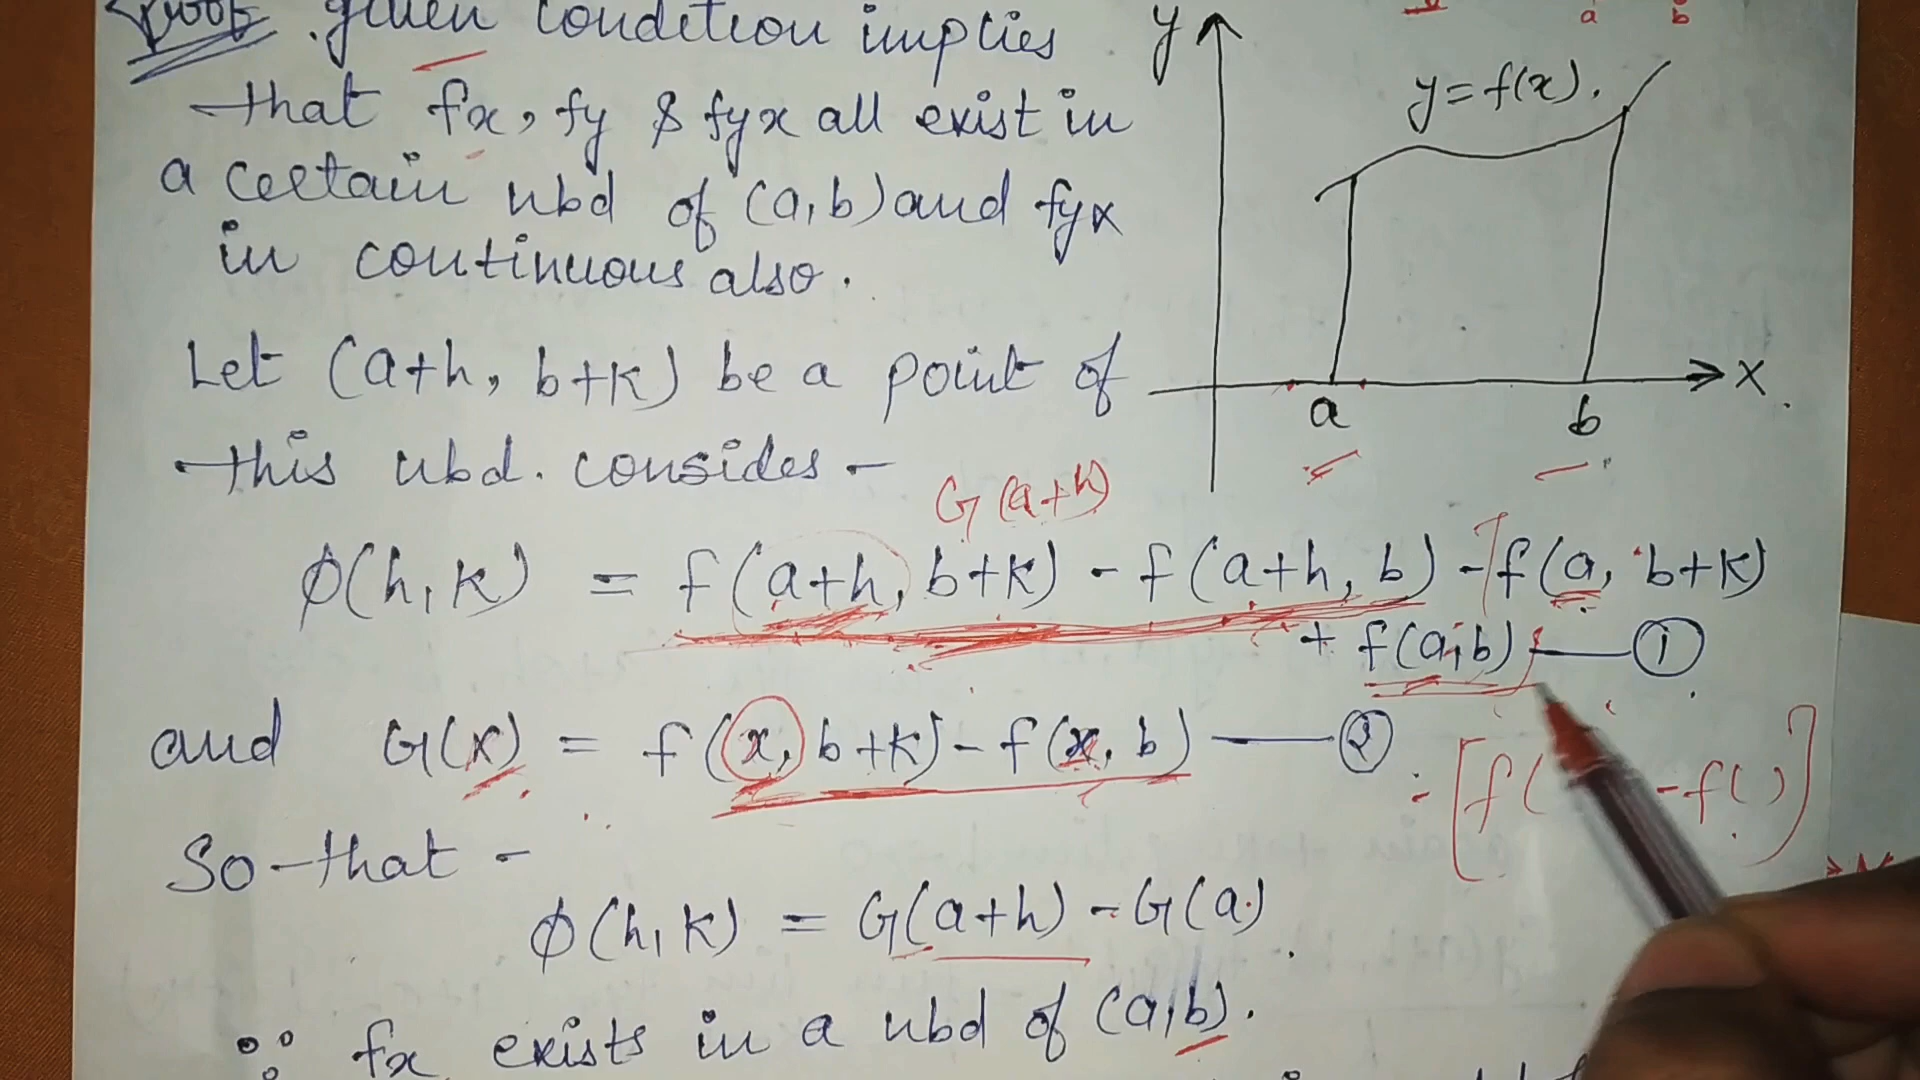 Proof. given condition implies
that fx, fy & fyx all exist in
a certain nbd of (a,b) and fyx
in continuous also.
Let (a+h, b+k) be a point of
this nbd. consider -
G(a+h)
ϕ(h,k) = f(a+h, b+k) - f(a+h, b) - f(a, b+k)
+ f(a,b) — ①
and G(x) = f(x, b+k) - f(x, b) — ②
- [f( - f( )]
So that -
ϕ(h,k) = G(a+h) - G(a).
∵ fx exists in a nbd of (a,b).
y
y = f(x).
x
a b
a b